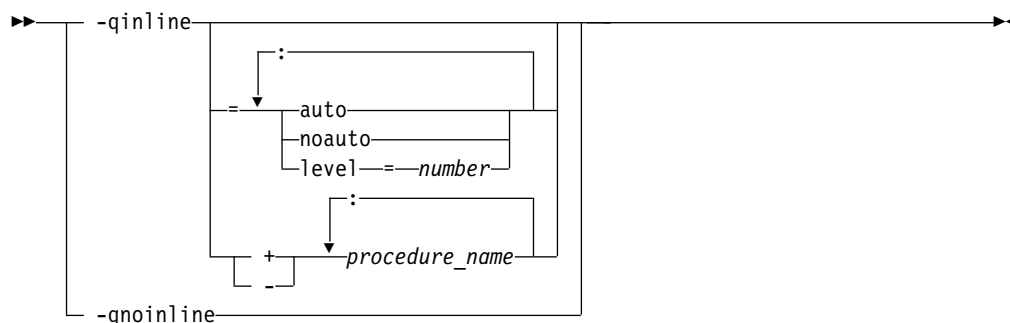 -qinline
:
= auto
noauto
level = number
:
+ procedure_name
-
-qnoinline